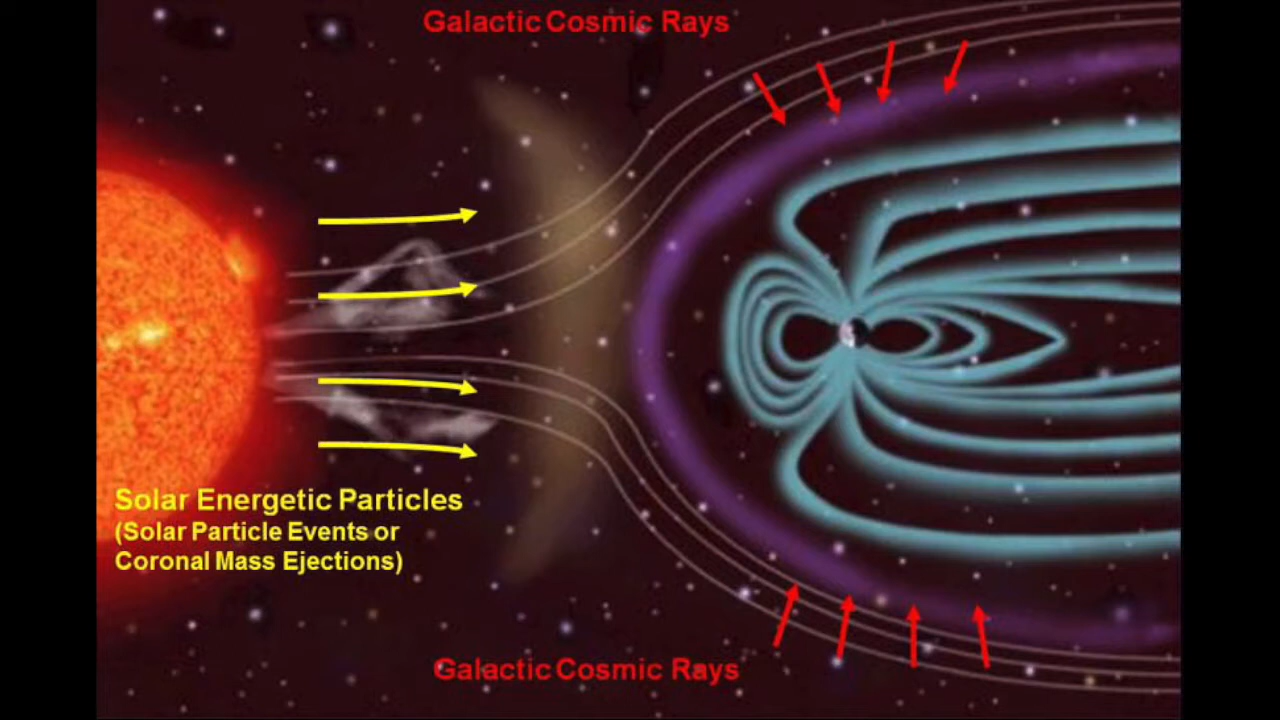 Galactic Cosmic Rays
Solar Energetic Particles
(Solar Particle Events or
Coronal Mass Ejections)
Galactic Cosmic Rays